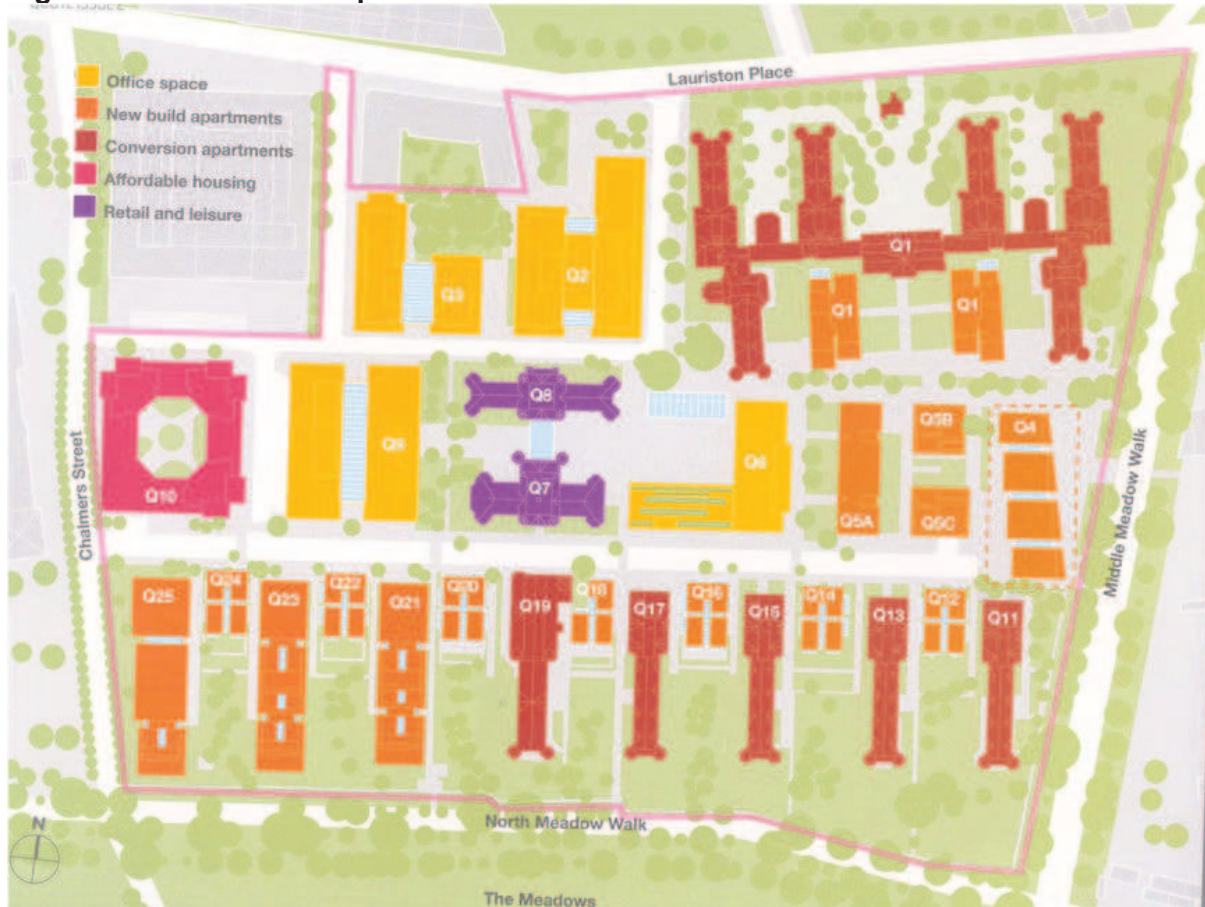 Lauriston Place
Office space
New build apartments
Conversion apartments
Affordable housing
Retail and leisure
Q1
Q2
Q3
Q1
Q1
Q8
Q9
Q7
Q6
Q10
Q5B
Q4
Q5A
Q5C
Chalmers Street
Middle Meadow Walk
Q25
Q24
Q23
Q22
Q21
Q20
Q19
Q18
Q17
Q16
Q15
Q14
Q13
Q12
Q11
North Meadow Walk
N
The Meadows